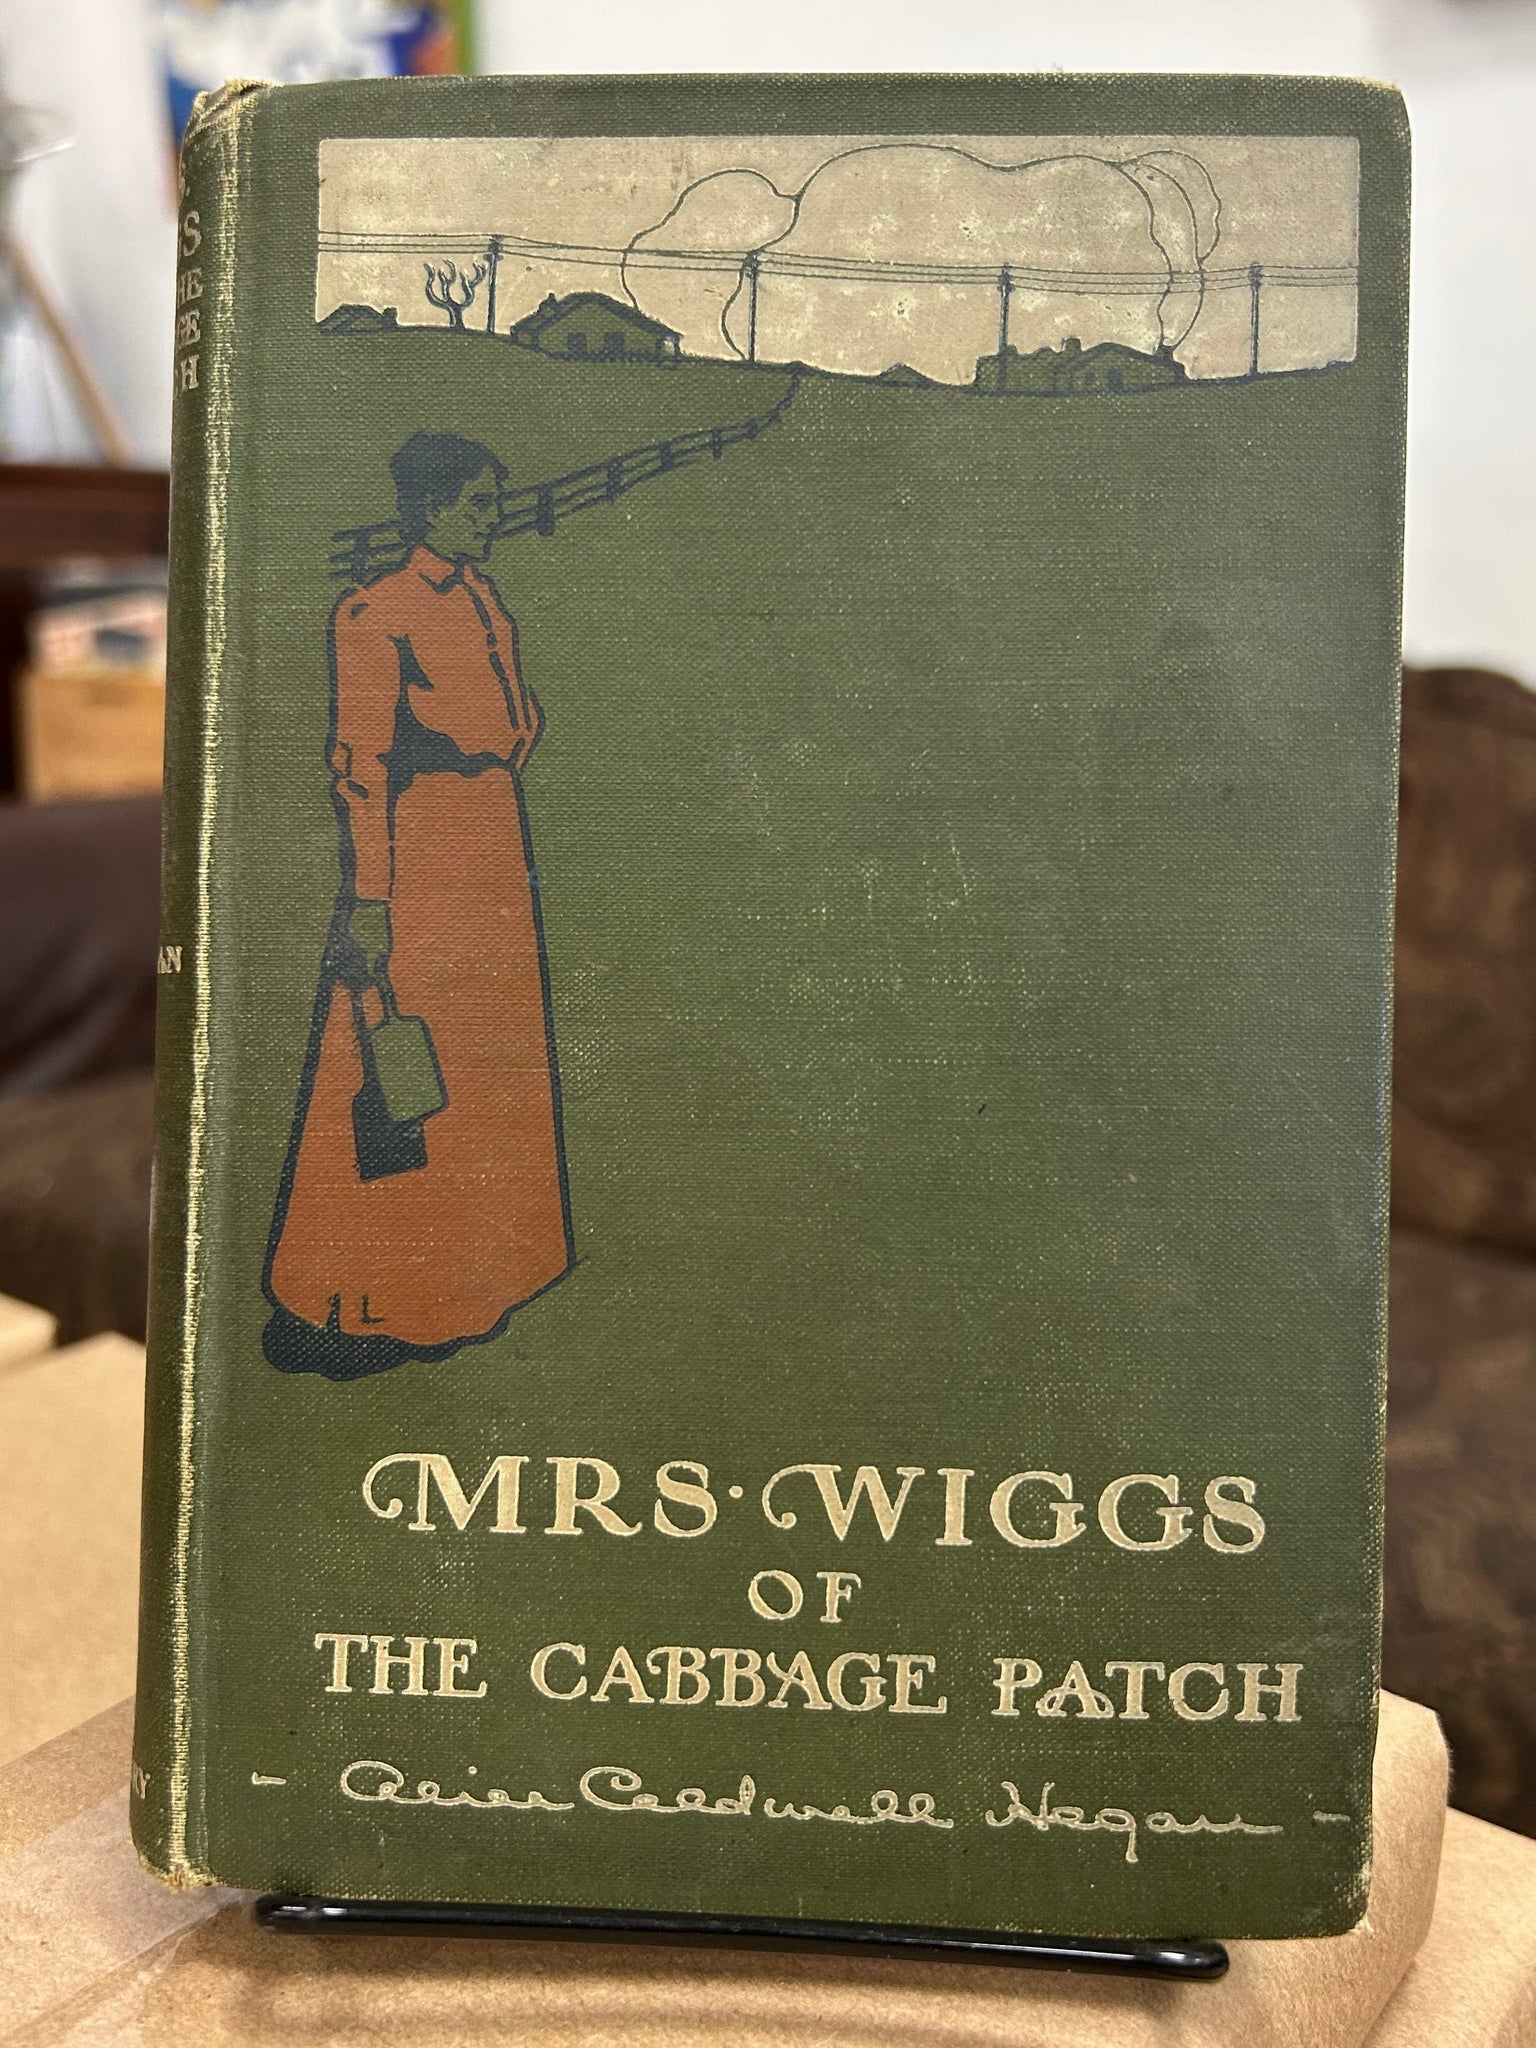 MRS. WIGGS
OF
THE CABBAGE PATCH
- Alice Caldwell Hegan -